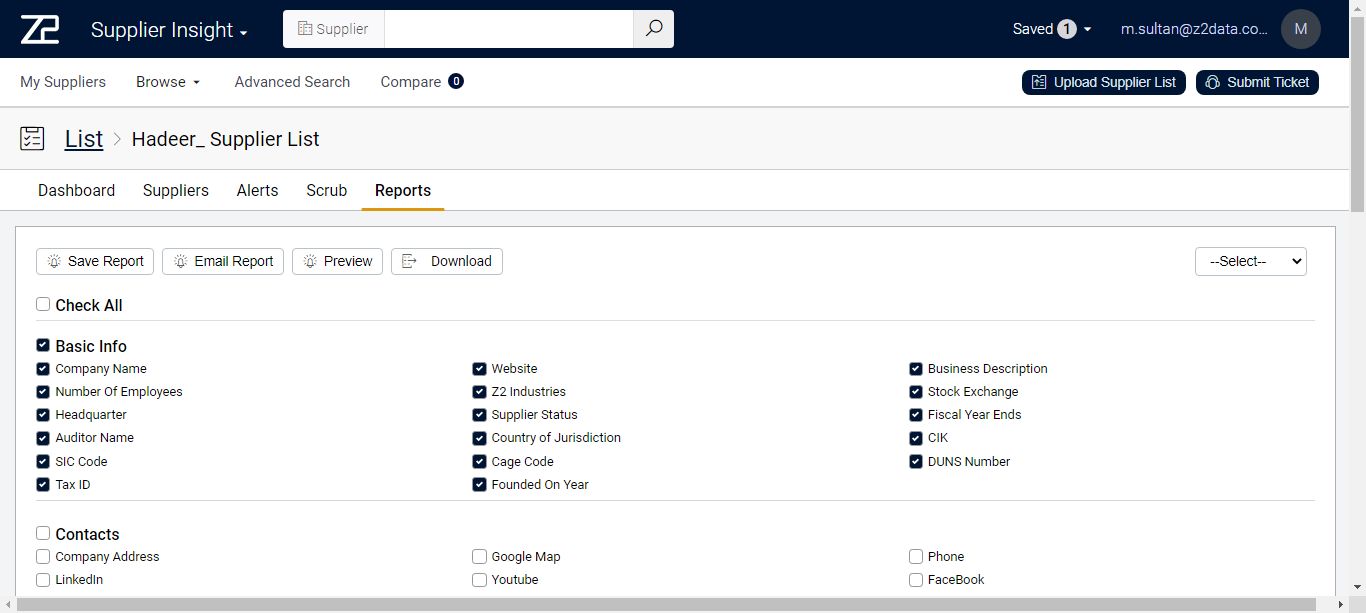 Z2 Supplier Insight Supplier Saved 1 m.sultan@z2data.co... M
My Suppliers Browse Advanced Search Compare 0 Upload Supplier List Submit Ticket
List > Hadeer_ Supplier List
Dashboard Suppliers Alerts Scrub Reports
Save Report Email Report Preview Download --Select--
Check All
Basic Info
Company Name Website Business Description
Number Of Employees Z2 Industries Stock Exchange
Headquarter Supplier Status Fiscal Year Ends
Auditor Name Country of Jurisdiction CIK
SIC Code Cage Code DUNS Number
Tax ID Founded On Year
Contacts
Company Address Google Map Phone
LinkedIn Youtube FaceBook